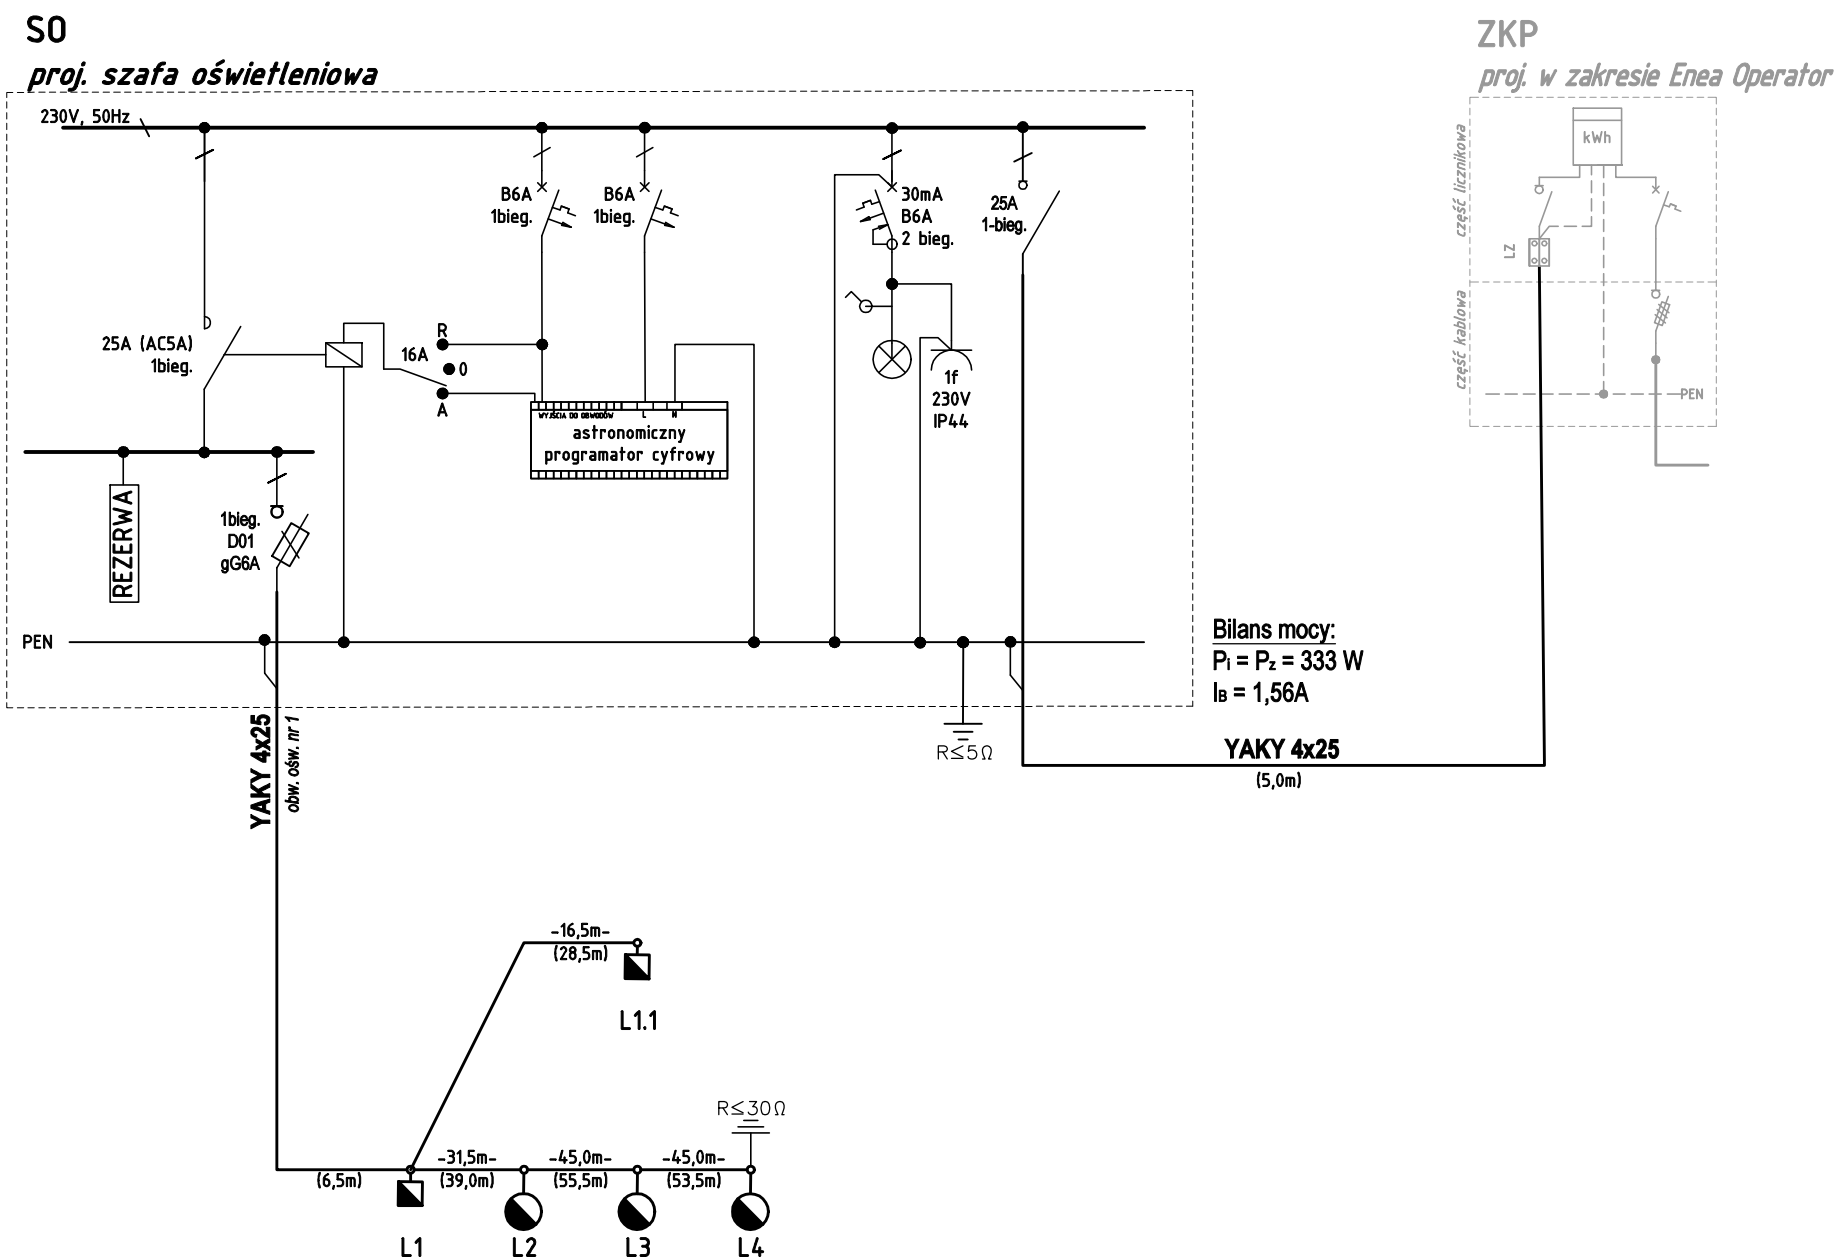 SO
proj. szafa oświetleniowa
230V, 50Hz
B6A
1bieg.
B6A
1bieg.
30mA
B6A
2 bieg.
25A
1-bieg.
25A (AC5A)
1bieg.
16A
R
0
A
WYJŚCIA DO OBWODÓW L N
astronomiczny
programator cyfrowy
1f
230V
IP44
REZERWA
1bieg.
D01
gG6A
PEN
R≤5Ω
YAKY 4x25
obw. ośw. nr 1
ZKP
proj. w zakresie Enea Operator
część licznikowa
kWh
LZ
część kablowa
PEN
Bilans mocy:
Pi = Pz = 333 W
IB = 1,56A
YAKY 4x25
(5,0m)
-16,5m-
(28,5m)
L1.1
R≤30Ω
(6,5m)
-31,5m-
(39,0m)
-45,0m-
(55,5m)
-45,0m-
(53,5m)
L1
L2
L3
L4